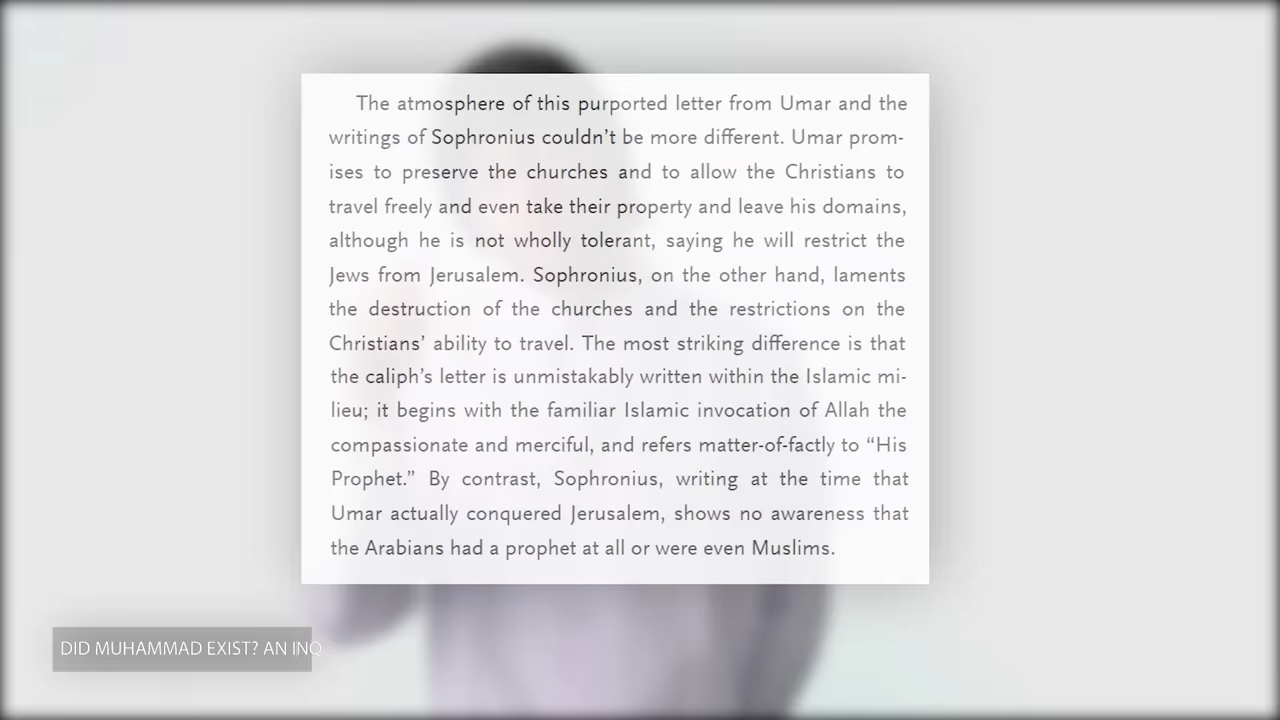 The atmosphere of this purported letter from Umar and the
writings of Sophronius couldn’t be more different. Umar prom-
ises to preserve the churches and to allow the Christians to
travel freely and even take their property and leave his domains,
although he is not wholly tolerant, saying he will restrict the
Jews from Jerusalem. Sophronius, on the other hand, laments
the destruction of the churches and the restrictions on the
Christians’ ability to travel. The most striking difference is that
the caliph’s letter is unmistakably written within the Islamic mi-
lieu; it begins with the familiar Islamic invocation of Allah the
compassionate and merciful, and refers matter-of-factly to “His
Prophet.” By contrast, Sophronius, writing at the time that
Umar actually conquered Jerusalem, shows no awareness that
the Arabians had a prophet at all or were even Muslims.
DID MUHAMMAD EXIST? AN INQ